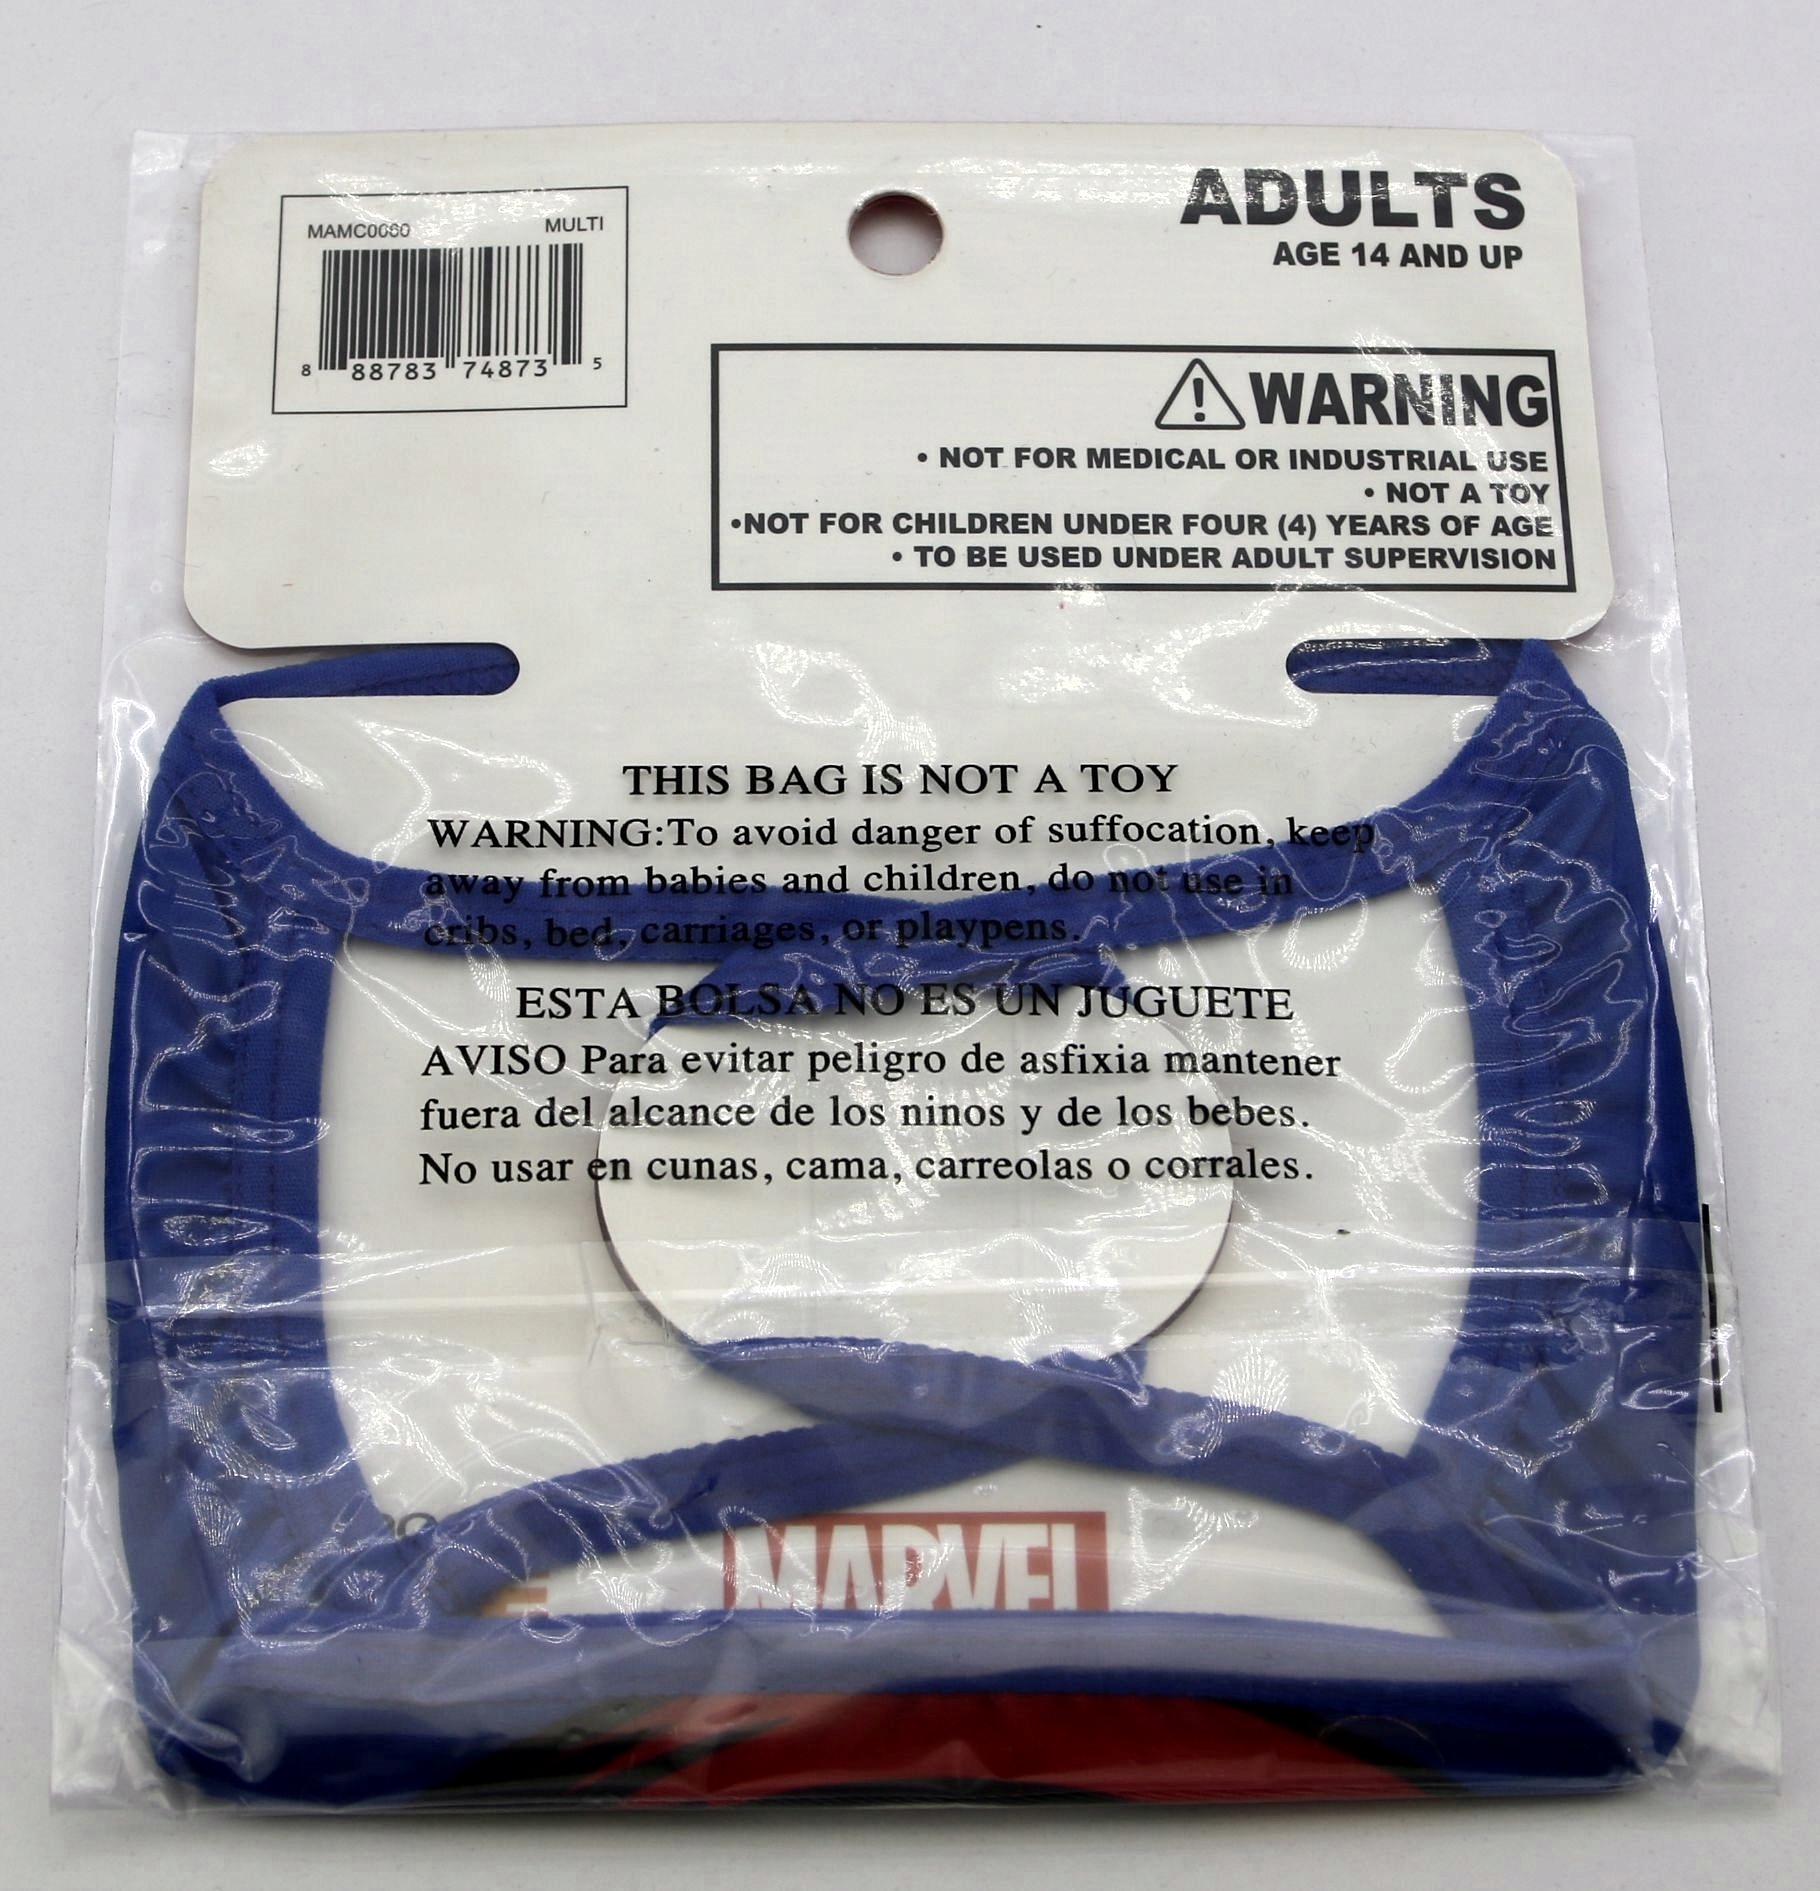 MAMC0060 MULTI
8 88783 74873 5
ADULTS
AGE 14 AND UP
WARNING
• NOT FOR MEDICAL OR INDUSTRIAL USE
• NOT A TOY
•NOT FOR CHILDREN UNDER FOUR (4) YEARS OF AGE
• TO BE USED UNDER ADULT SUPERVISION
THIS BAG IS NOT A TOY
WARNING:To avoid danger of suffocation, keep
away from babies and children, do not use in
cribs, bed, carriages, or playpens.
ESTA BOLSA NO ES UN JUGUETE
AVISO Para evitar peligro de asfixia mantener
fuera del alcance de los ninos y de los bebes.
No usar en cunas, cama, carreolas o corrales.
MARVEL